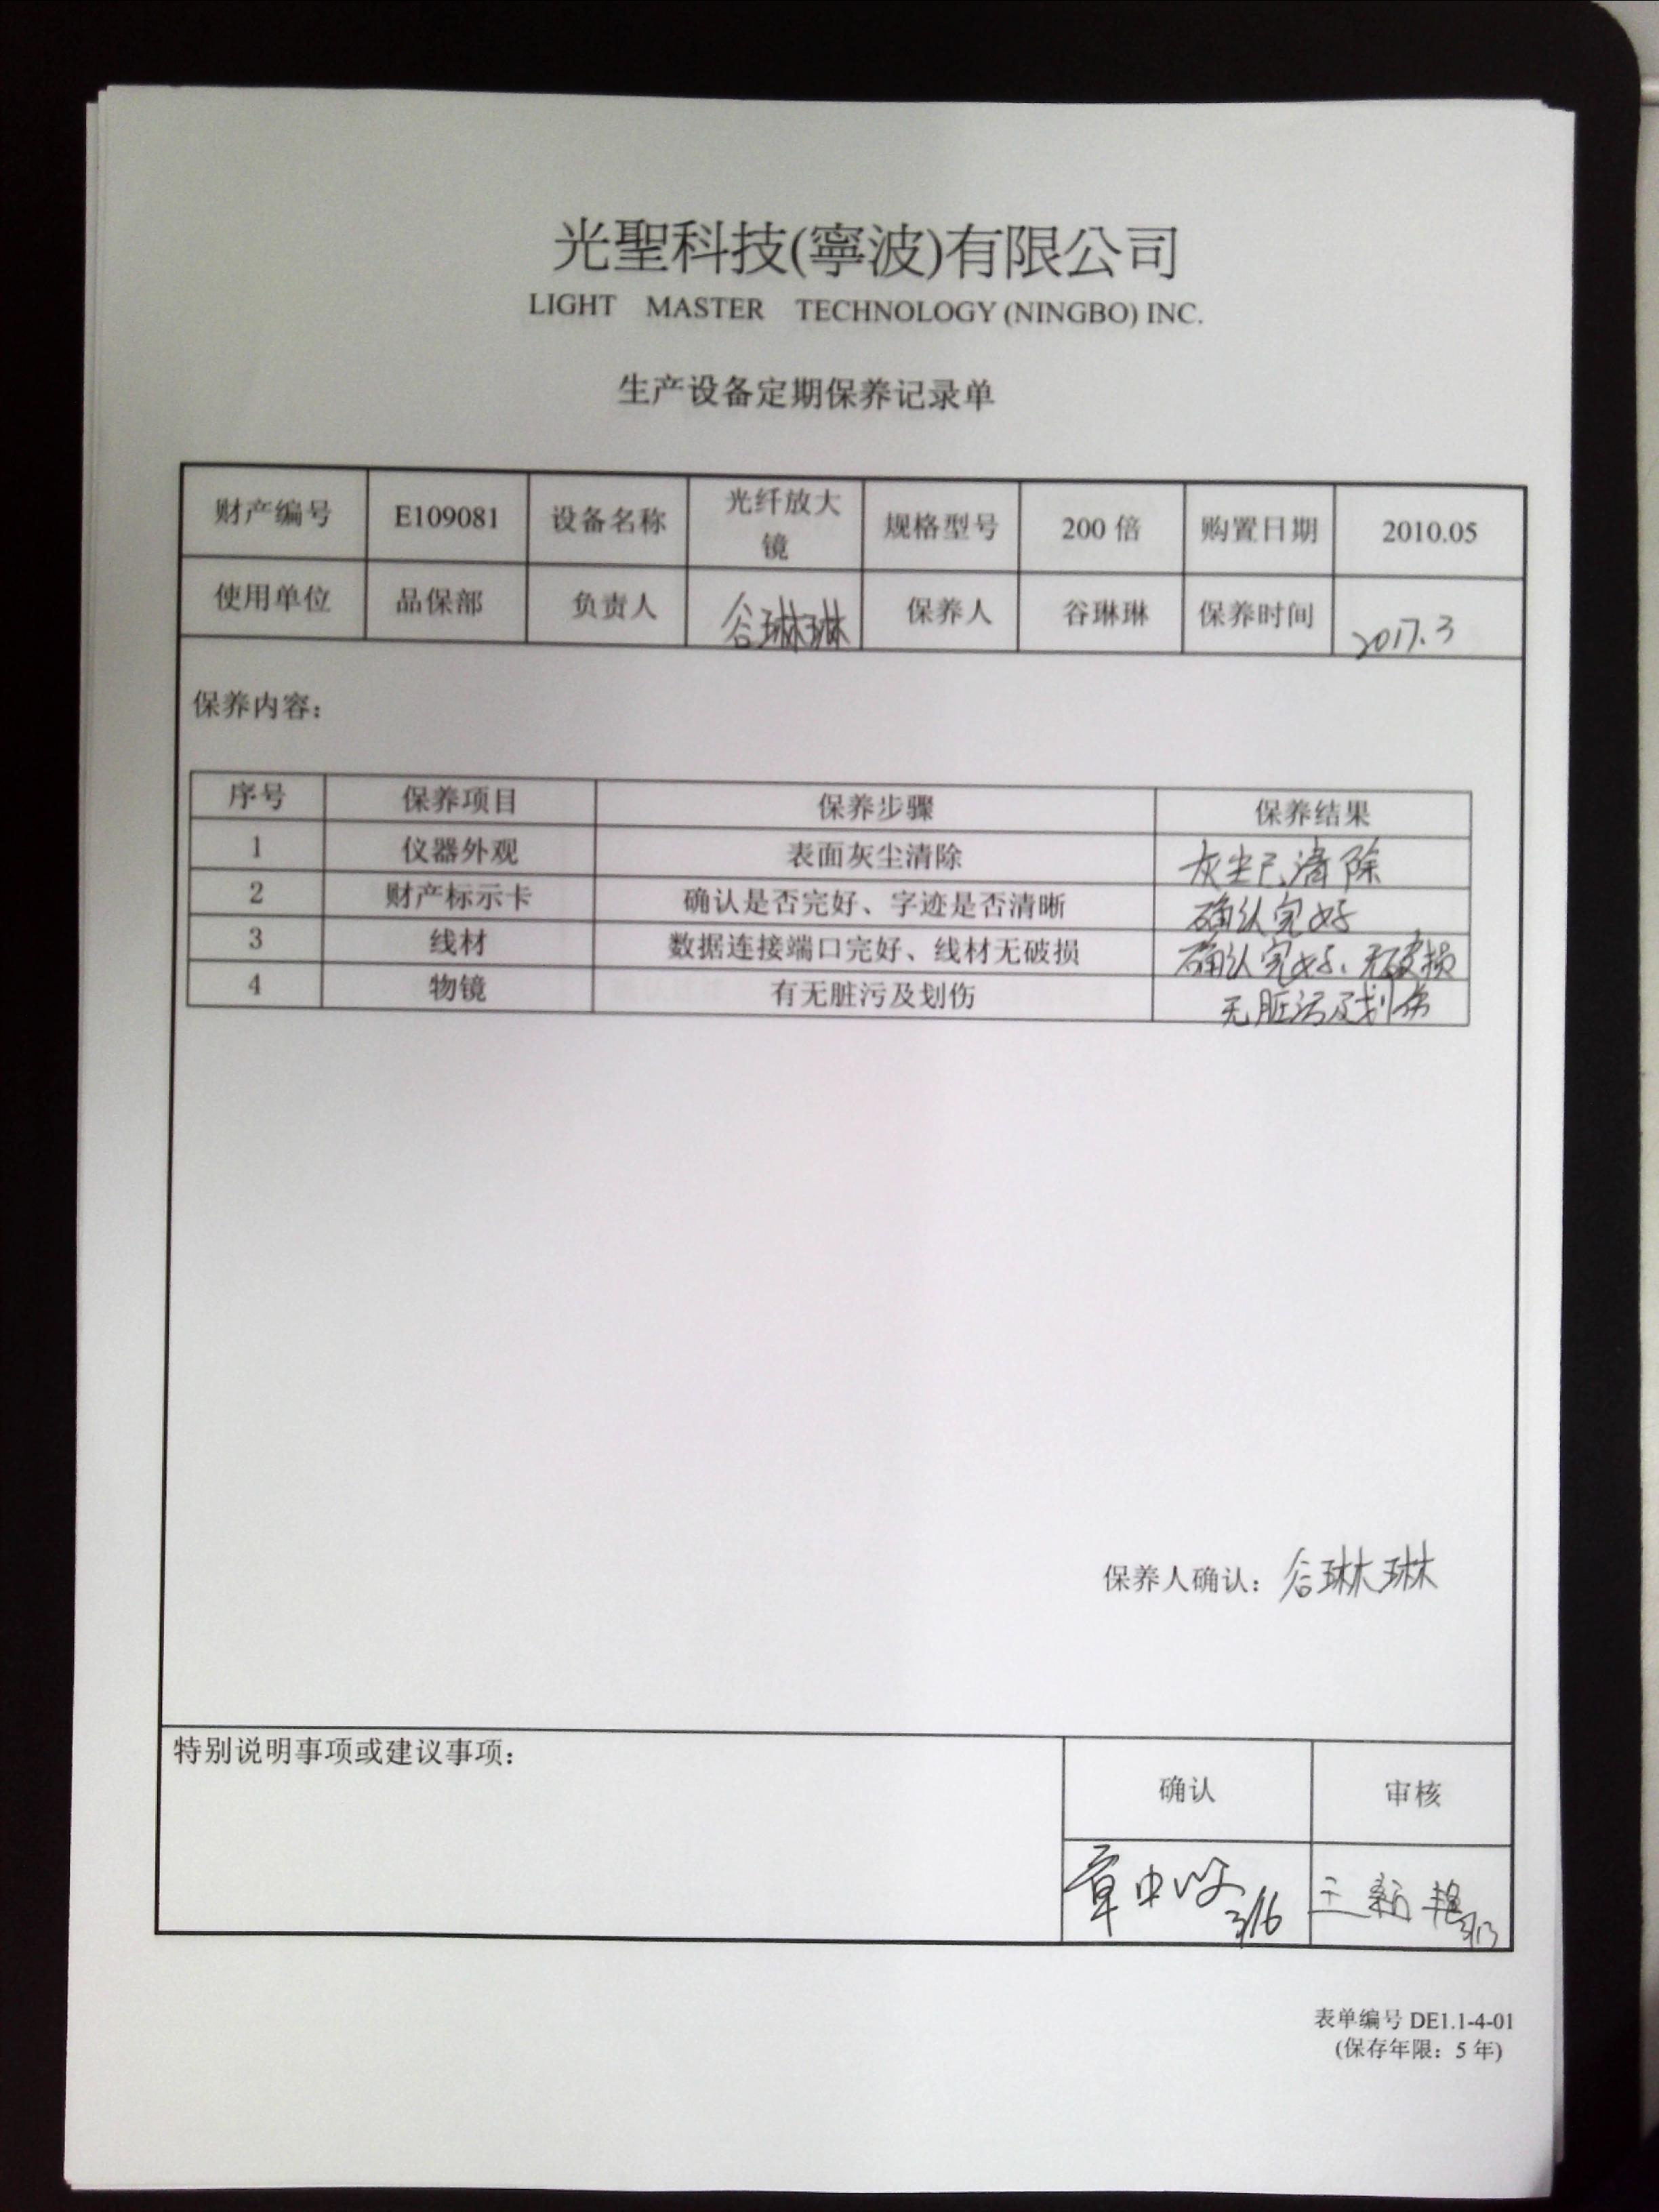 光聖科技(寧波)有限公司
LIGHT MASTER TECHNOLOGY (NINGBO) INC.
生产设备定期保养记录单
财产编号 E109081 设备名称 光纤放大镜 规格型号 200 倍 购置日期 2010.05
使用单位 品保部 负责人 谷琳琳 保养人 谷琳琳 保养时间 2017.3
保养内容：
序号 保养项目 保养步骤 保养结果
1 仪器外观 表面灰尘清除 灰尘已清除
2 财产标示卡 确认是否完好、字迹是否清晰 确认完好
3 线材 数据连接端口完好、线材无破损 确认完好、无破损
4 物镜 有无脏污及划伤 无脏污及划伤
保养人确认：谷琳琳
特别说明事项或建议事项：
确认 审核
章中 3/16 王新艳
表单编号 DE1.1-4-01
(保存年限：5 年)